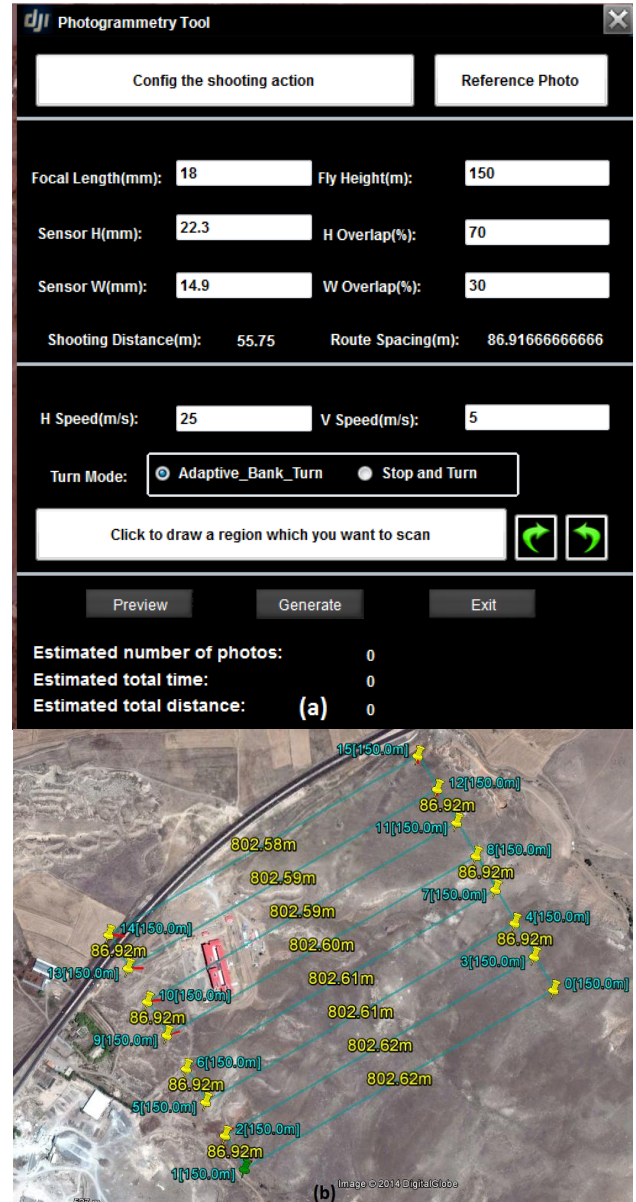 dji Photogrammetry Tool
Config the shooting action Reference Photo
Focal Length(mm): 18 Fly Height(m): 150
Sensor H(mm): 22.3 H Overlap(%): 70
Sensor W(mm): 14.9 W Overlap(%): 30
Shooting Distance(m): 55.75 Route Spacing(m): 86.91666666666
H Speed(m/s): 25 V Speed(m/s): 5
Turn Mode: Adaptive_Bank_Turn Stop and Turn
Click to draw a region which you want to scan
Preview Generate Exit
Estimated number of photos: 0
Estimated total time: 0
Estimated total distance: (a) 0
15[150.0m]
12[150.0m]
86.92m
11[150.0m]
802.58m
8[150.0m]
86.92m
802.59m
7[150.0m]
802.59m
4[150.0m]
14[150.0m]
86.92m
802.60m
86.92m
3[150.0m]
13[150.0m]
802.61m
0[150.0m]
10[150.0m]
86.92m
802.61m
9[150.0m]
802.62m
6[150.0m]
86.92m
802.62m
5[150.0m]
2[150.0m]
86.92m
1[150.0m]
Image © 2014 DigitalGlobe
(b)